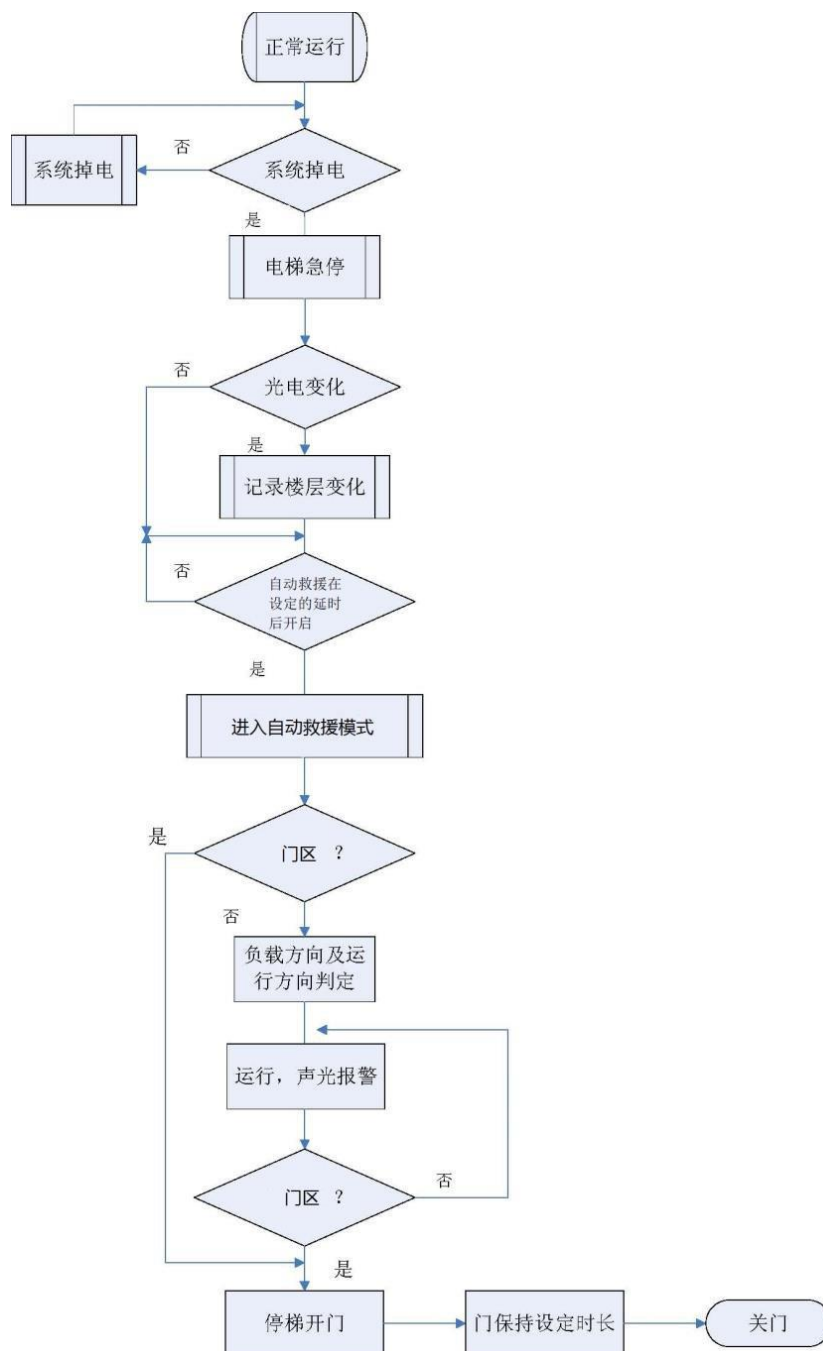 正常运行
否
系统掉电
系统掉电
是
电梯急停
否
光电变化
是
记录楼层变化
否
自动救援在
设定的延时
后开启
是
进入自动救援模式
是
门区 ?
否
负载方向及运
行方向判定
运行，声光报警
门区 ?
否
是
停梯开门
门保持设定时长
关门